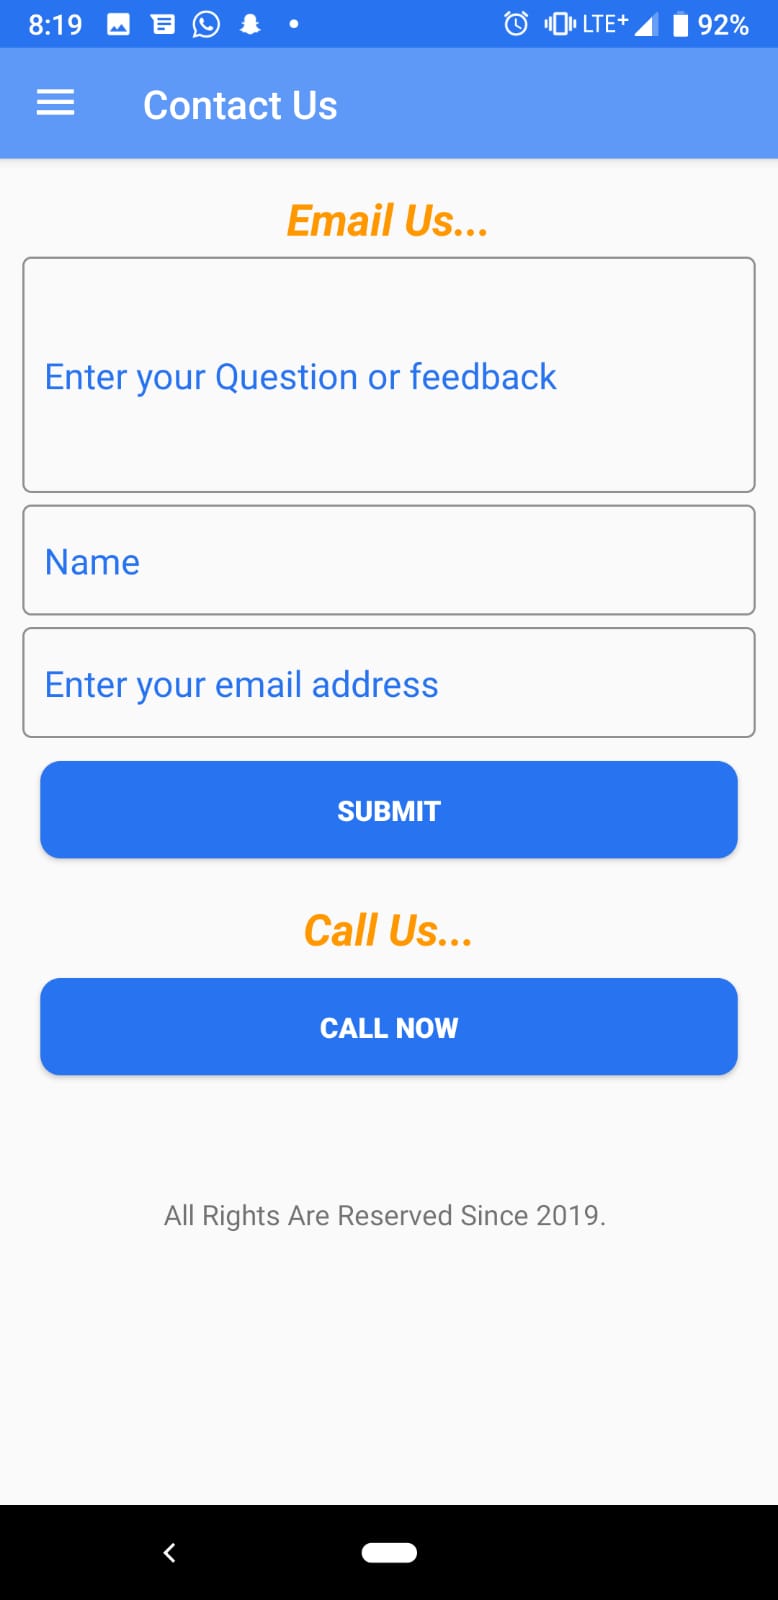 8:19 LTE+ 92%
Contact Us
Email Us...
Enter your Question or feedback
Name
Enter your email address
SUBMIT
Call Us...
CALL NOW
All Rights Are Reserved Since 2019.